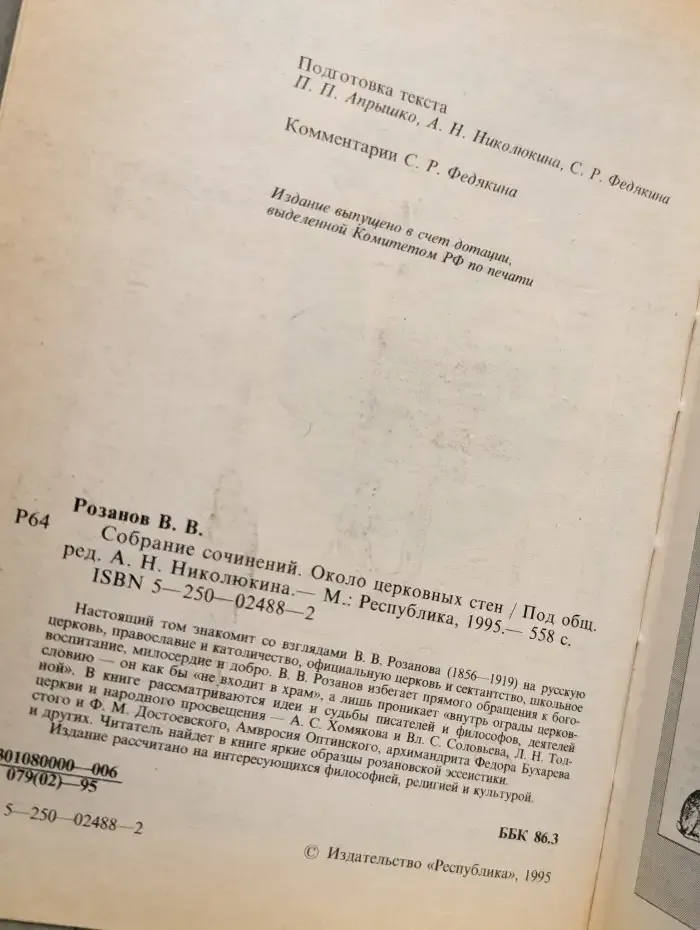 Подготовка текста
П. П. Апрышко, А. Н. Николюкина, С. Р. Федякина
Комментарии С. Р. Федякина
Издание выпущено в счет дотации,
выделенной Комитетом РФ по печати
Розанов В. В.
Р64 Собрание сочинений. Около церковных стен / Под общ.
ред. А. Н. Николюкина.— М.: Республика, 1995.— 558 с.
ISBN 5—250—02488—2
Настоящий том знакомит со взглядами В. В. Розанова (1856—1919) на русскую
церковь, православие и католичество, официальную церковь и сектантство, школьное
воспитание, милосердие и добро. В. В. Розанов избегает прямого обращения к бого-
словию — он как бы «не входит в храм», а лишь проникает «внутрь ограды церков-
ной». В книге рассматриваются идеи и судьбы писателей и философов, деятелей
церкви и народного просвещения — А. С. Хомякова и Вл. С. Соловьева, Л. Н. Тол-
стого и Ф. М. Достоевского, Амвросия Оптинского, архимандрита Федора Бухарева
и других. Читатель найдет в книге яркие образцы розановской эссеистики.
Издание рассчитано на интересующихся философией, религией и культурой.
0301080000—006
079(02)—95
ББК 86.3
5—250—02488—2
© Издательство «Республика», 1995